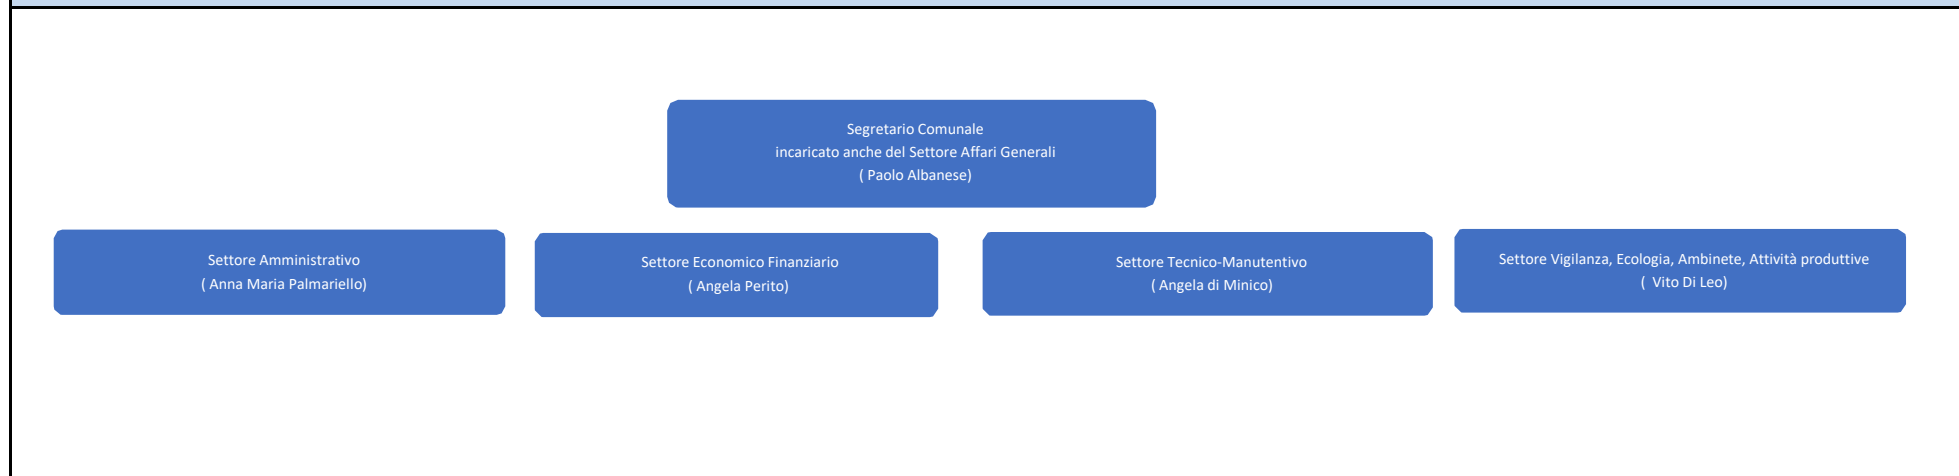 Segretario Comunale
incaricato anche del Settore Affari Generali
( Paolo Albanese)
Settore Amministrativo
( Anna Maria Palmariello)
Settore Economico Finanziario
( Angela Perito)
Settore Tecnico-Manutentivo
( Angela di Minico)
Settore Vigilanza, Ecologia, Ambinete, Attività produttive
(  Vito Di Leo)